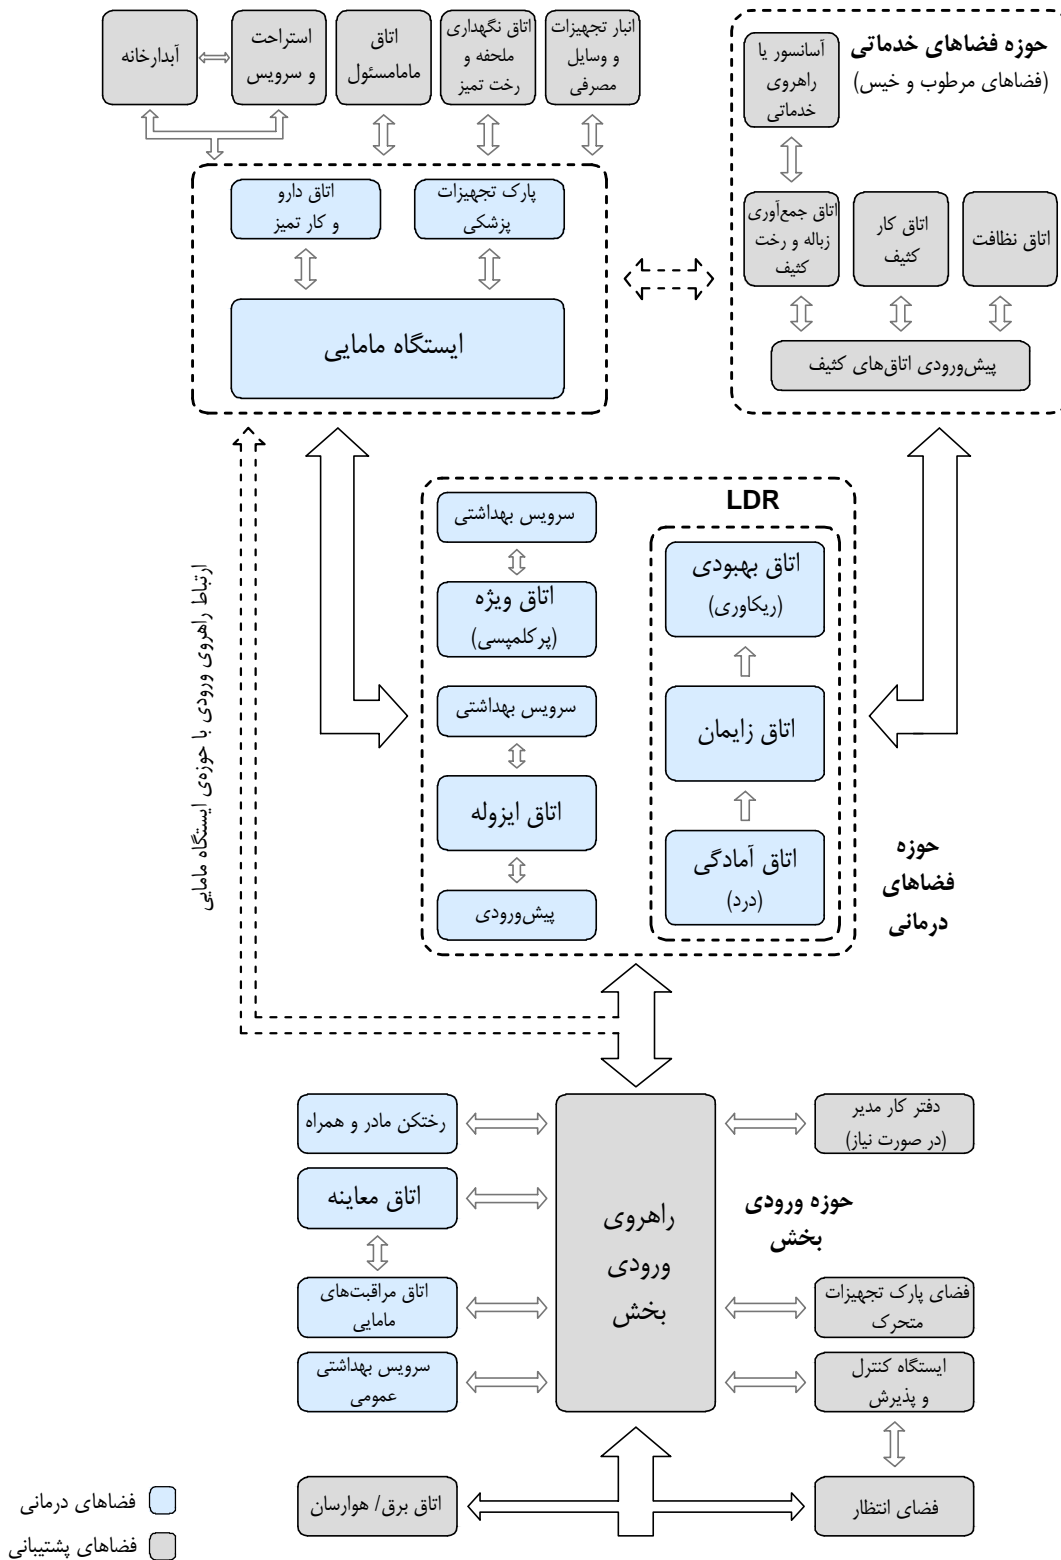 حوزه فضاهای خدماتی
(فضاهای مرطوب و خیس)
آسانسور یا
راهروی
خدماتی
انبار تجهیزات
و وسایل
مصرفی
اتاق نگهداری
ملحفه و
رخت تمیز
اتاق
مامامسئول
استراحت
و سرویس
آبدارخانه
اتاق نظافت
اتاق کار
کثیف
اتاق جمع‌آوری
زباله و رخت
کثیف
پیش‌ورودی اتاق‌های کثیف
پارک تجهیزات
پزشکی
اتاق دارو
و کار تمیز
ایستگاه مامایی
ارتباط راهروی ورودی با حوزه‌ی ایستگاه مامایی
LDR
اتاق بهبودی
(ریکاوری)
اتاق زایمان
اتاق آمادگی
(درد)
سرویس بهداشتی
اتاق ویژه
(پرکلمپسی)
سرویس بهداشتی
اتاق ایزوله
پیش‌ورودی
حوزه
فضاهای
درمانی
دفتر کار مدیر
(در صورت نیاز)
حوزه ورودی
بخش
فضای پارک تجهیزات
متحرک
ایستگاه کنترل
و پذیرش
فضای انتظار
راهروی
ورودی
بخش
رختکن مادر و همراه
اتاق معاینه
اتاق مراقبت‌های
مامایی
سرویس بهداشتی
عمومی
اتاق برق/ هوارسان
فضاهای درمانی
فضاهای پشتیبانی